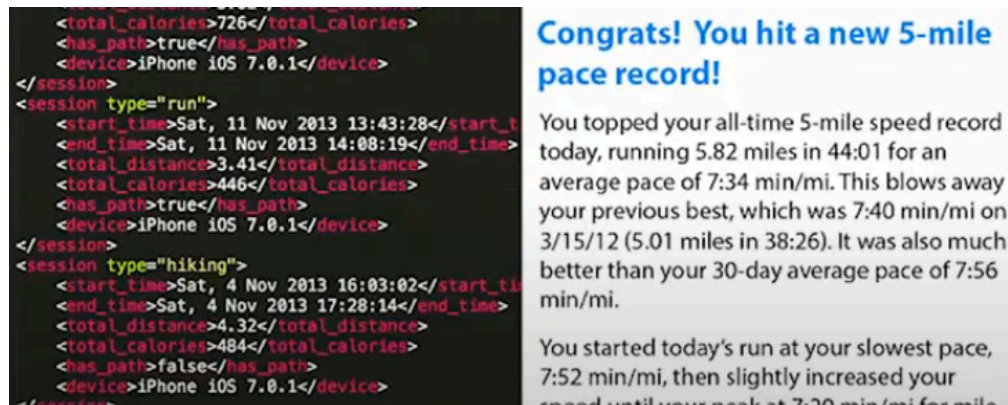 <total_calories>726</total_calories>
<has_path>true</has_path>
<device>iPhone iOS 7.0.1</device>
</session>
<session type="run">
<start_time>Sat, 11 Nov 2013 13:43:28</start_t
<end_time>Sat, 11 Nov 2013 14:08:19</end_time>
<total_distance>3.41</total_distance>
<total_calories>446</total_calories>
<has_path>true</has_path>
<device>iPhone iOS 7.0.1</device>
</session>
<session type="hiking">
<start_time>Sat, 4 Nov 2013 16:03:02</start_ti
<end_time>Sat, 4 Nov 2013 17:28:14</end_time>
<total_distance>4.32</total_distance>
<total_calories>484</total_calories>
<has_path>false</has_path>
<device>iPhone iOS 7.0.1</device>
Congrats! You hit a new 5-mile
pace record!
You topped your all-time 5-mile speed record
today, running 5.82 miles in 44:01 for an
average pace of 7:34 min/mi. This blows away
your previous best, which was 7:40 min/mi on
3/15/12 (5.01 miles in 38:26). It was also much
better than your 30-day average pace of 7:56
min/mi.
You started today's run at your slowest pace,
7:52 min/mi, then slightly increased your